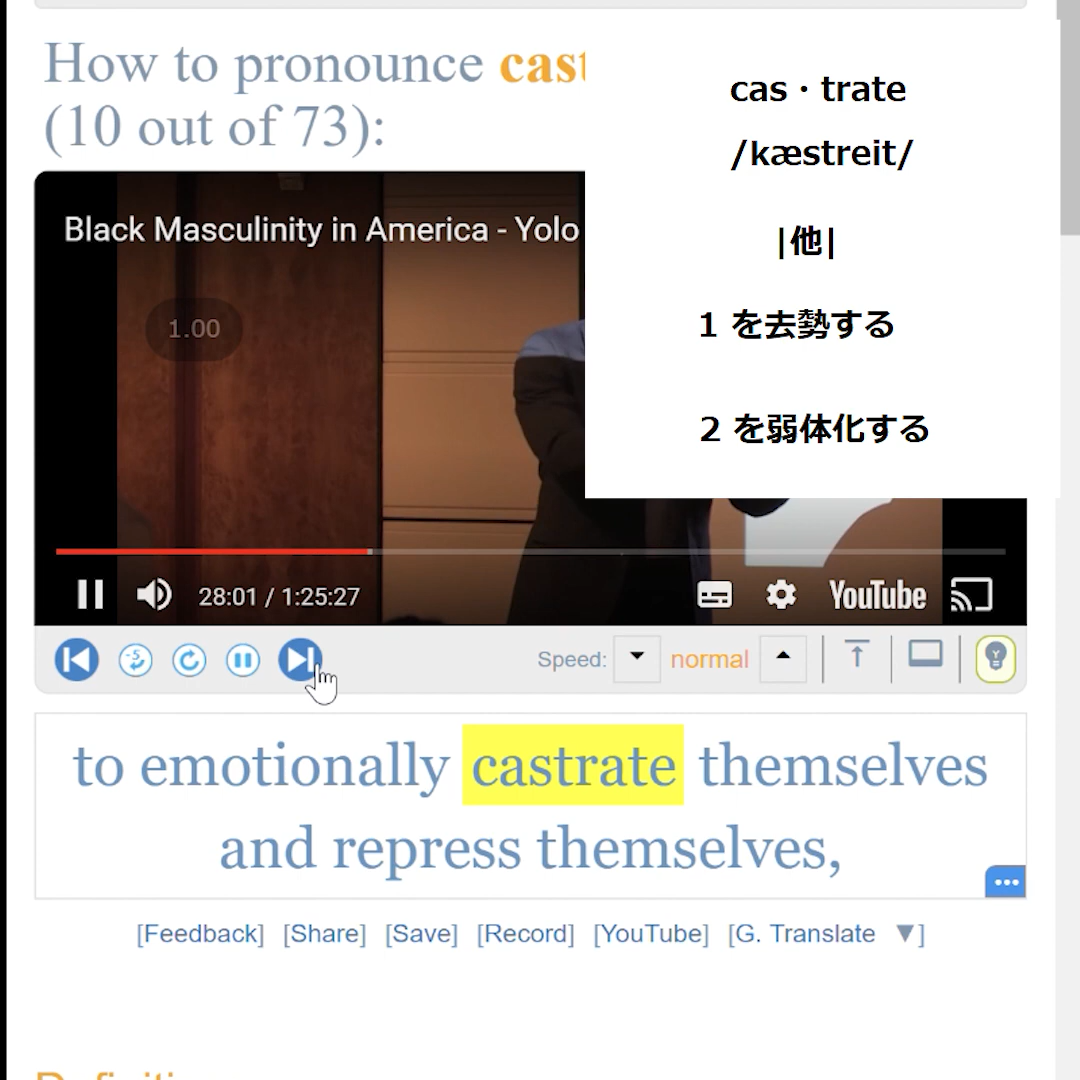 How to pronounce cast
(10 out of 73):
cas・trate
/kæstreit/
|他|
1 を去勢する
2 を弱体化する
Black Masculinity in America - Yolo
1.00
28:01 / 1:25:27
YouTube
-5
Speed: normal
to emotionally castrate themselves
and repress themselves,
[Feedback] [Share] [Save] [Record] [YouTube] [G. Translate ▼]